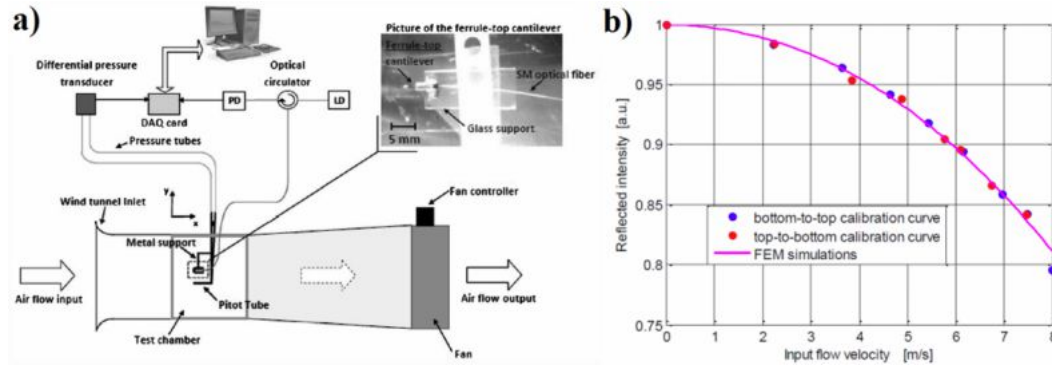 a)
Differential pressure
transducer
DAQ card
PD
Optical
circulator
LD
Picture of the ferrule-top cantilever
Ferrule-top
cantilever
SM optical fiber
Glass support
5 mm
Pressure tubes
Wind tunnel Inlet
y
x
Metal support
Fan controller
Air flow input
Pitot Tube
Air flow output
Test chamber
Fan
b)
Reflected intensity [a.u.]
1
0.95
0.9
0.85
0.8
0.75
bottom-to-top calibration curve
top-to-bottom calibration curve
FEM simulations
0 1 2 3 4 5 6 7 8
Input flow velocity [m/s]